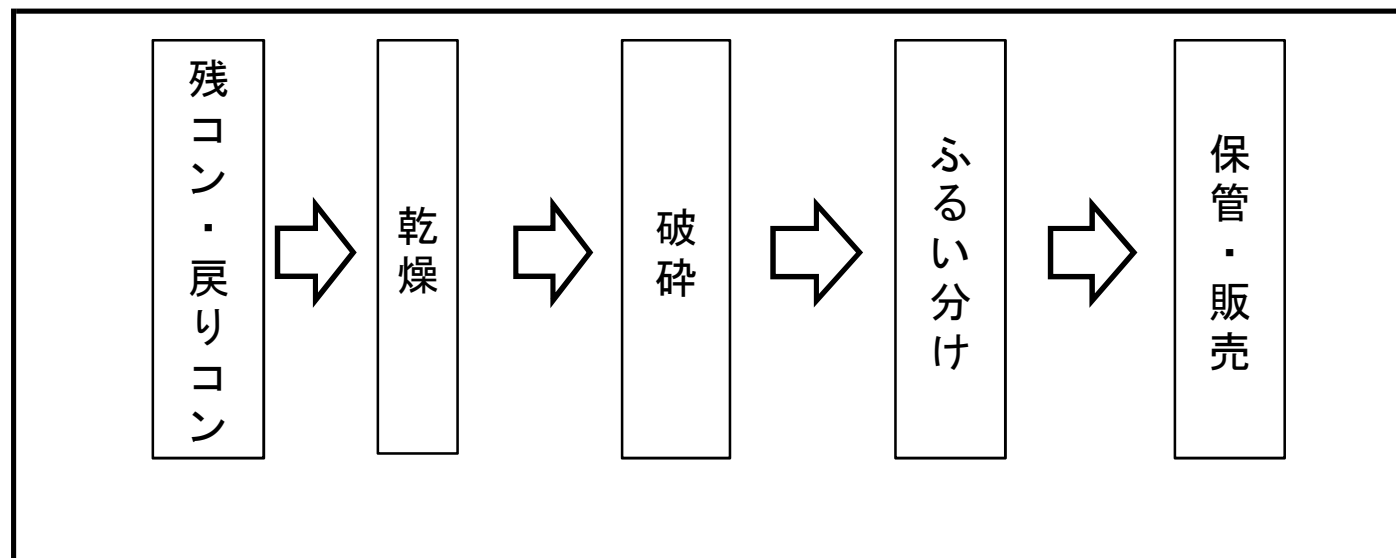 残コン・戻りコン
乾燥
破砕
ふるい分け
保管・販売